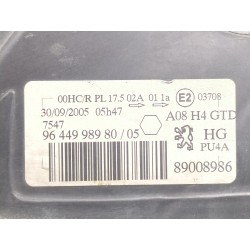 00HC/R PL 17.5 02A → 01 1a E2 03708
30/09/2005 05h47 A08 H4 GTD
7547
96 449 989 80 / 05 HG
PU4A
89008986